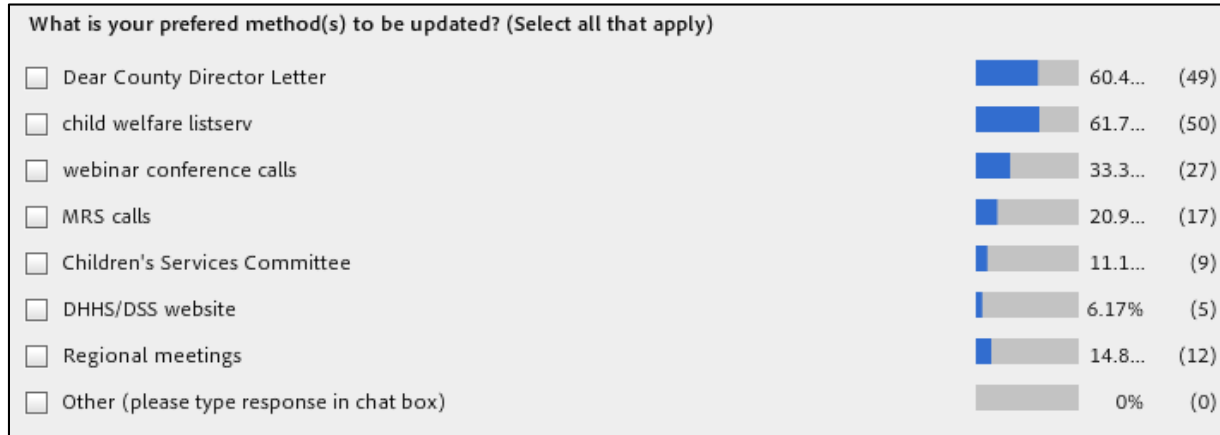 What is your prefered method(s) to be updated? (Select all that apply)
Dear County Director Letter 60.4... (49)
child welfare listserv 61.7... (50)
webinar conference calls 33.3... (27)
MRS calls 20.9... (17)
Children's Services Committee 11.1... (9)
DHHS/DSS website 6.17% (5)
Regional meetings 14.8... (12)
Other (please type response in chat box) 0% (0)